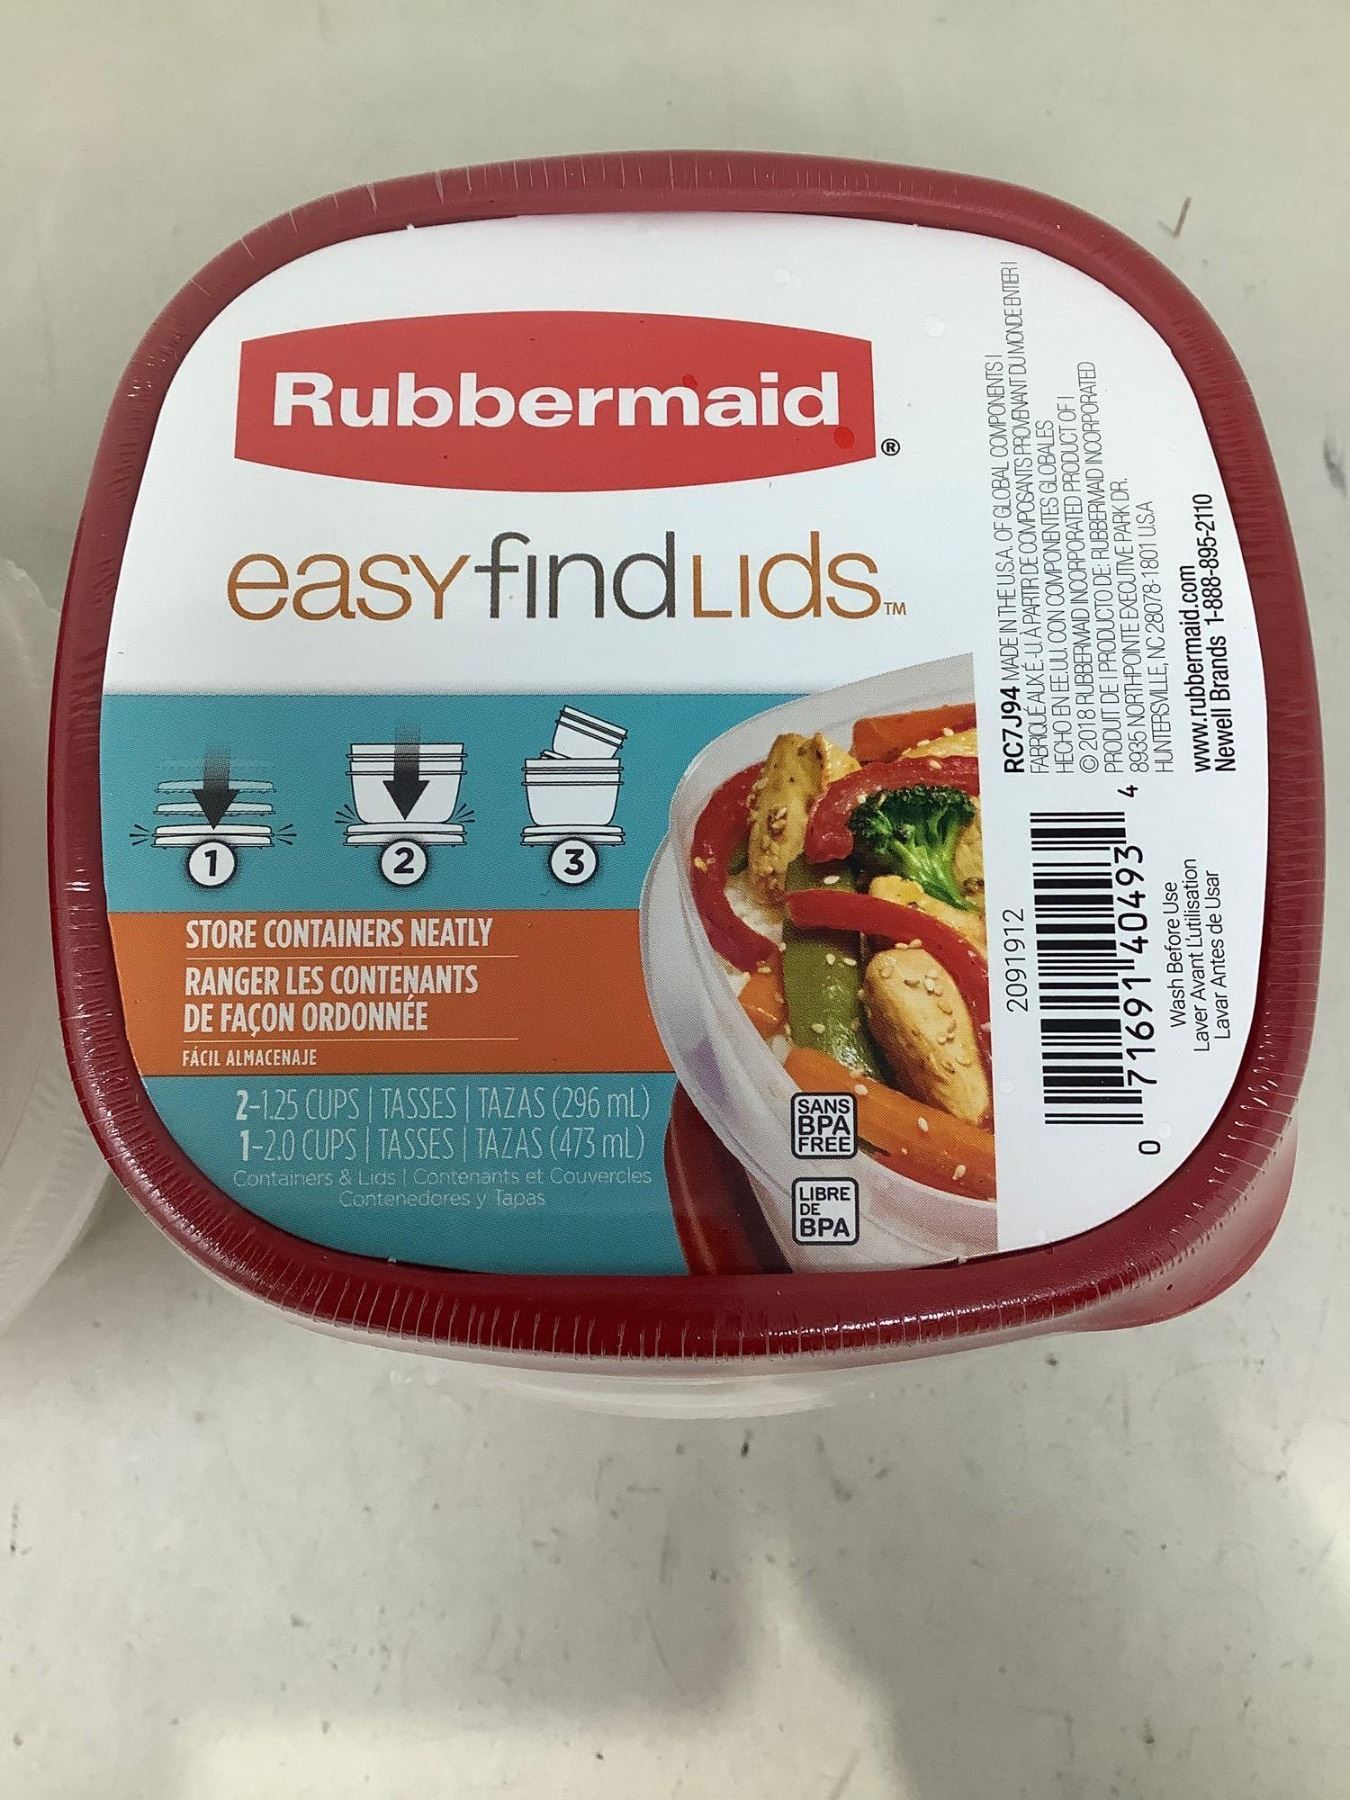 Rubbermaid
®
easyfindLids™
1 2 3
STORE CONTAINERS NEATLY
RANGER LES CONTENANTS
DE FAÇON ORDONNÉE
FÁCIL ALMACENAJE
2-1.25 CUPS | TASSES | TAZAS (296 mL)
1-2.0 CUPS | TASSES | TAZAS (473 mL)
Containers & Lids | Contenants et Couvercles
Contenedores y Tapas
SANS
BPA
FREE
LIBRE
DE
BPA
RC7J94 MADE IN THE U.S.A. OF GLOBAL COMPONENTS |
FABRIQUÉ AUX É.-U. À PARTIR DE COMPOSANTS PROVENANT DU MONDE ENTIER |
HECHO EN EE.UU. CON COMPONENTES GLOBALES
© 2018 RUBBERMAID INCORPORATED PRODUCT OF |
PRODUIT DE | PRODUCTO DE: RUBBERMAID INCORPORATED
8935 NORTHPOINTE EXECUTIVE PARK DR.
HUNTERSVILLE, NC 28078-1801 U.S.A
www.rubbermaid.com
Newell Brands 1-888-895-2110
2091912
0 71691 40493 4
Wash Before Use
Laver Avant L'utilisation
Lavar Antes de Usar